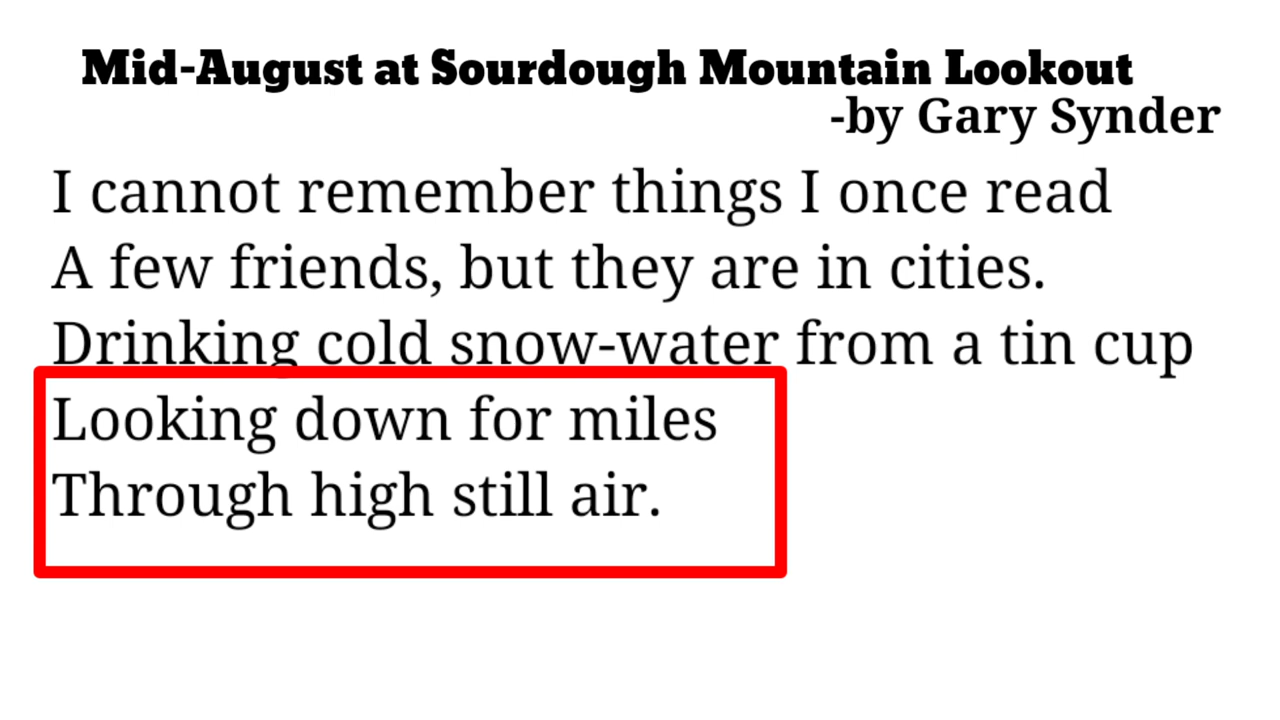 Mid-August at Sourdough Mountain Lookout
-by Gary Synder
I cannot remember things I once read
A few friends, but they are in cities.
Drinking cold snow-water from a tin cup
Looking down for miles
Through high still air.